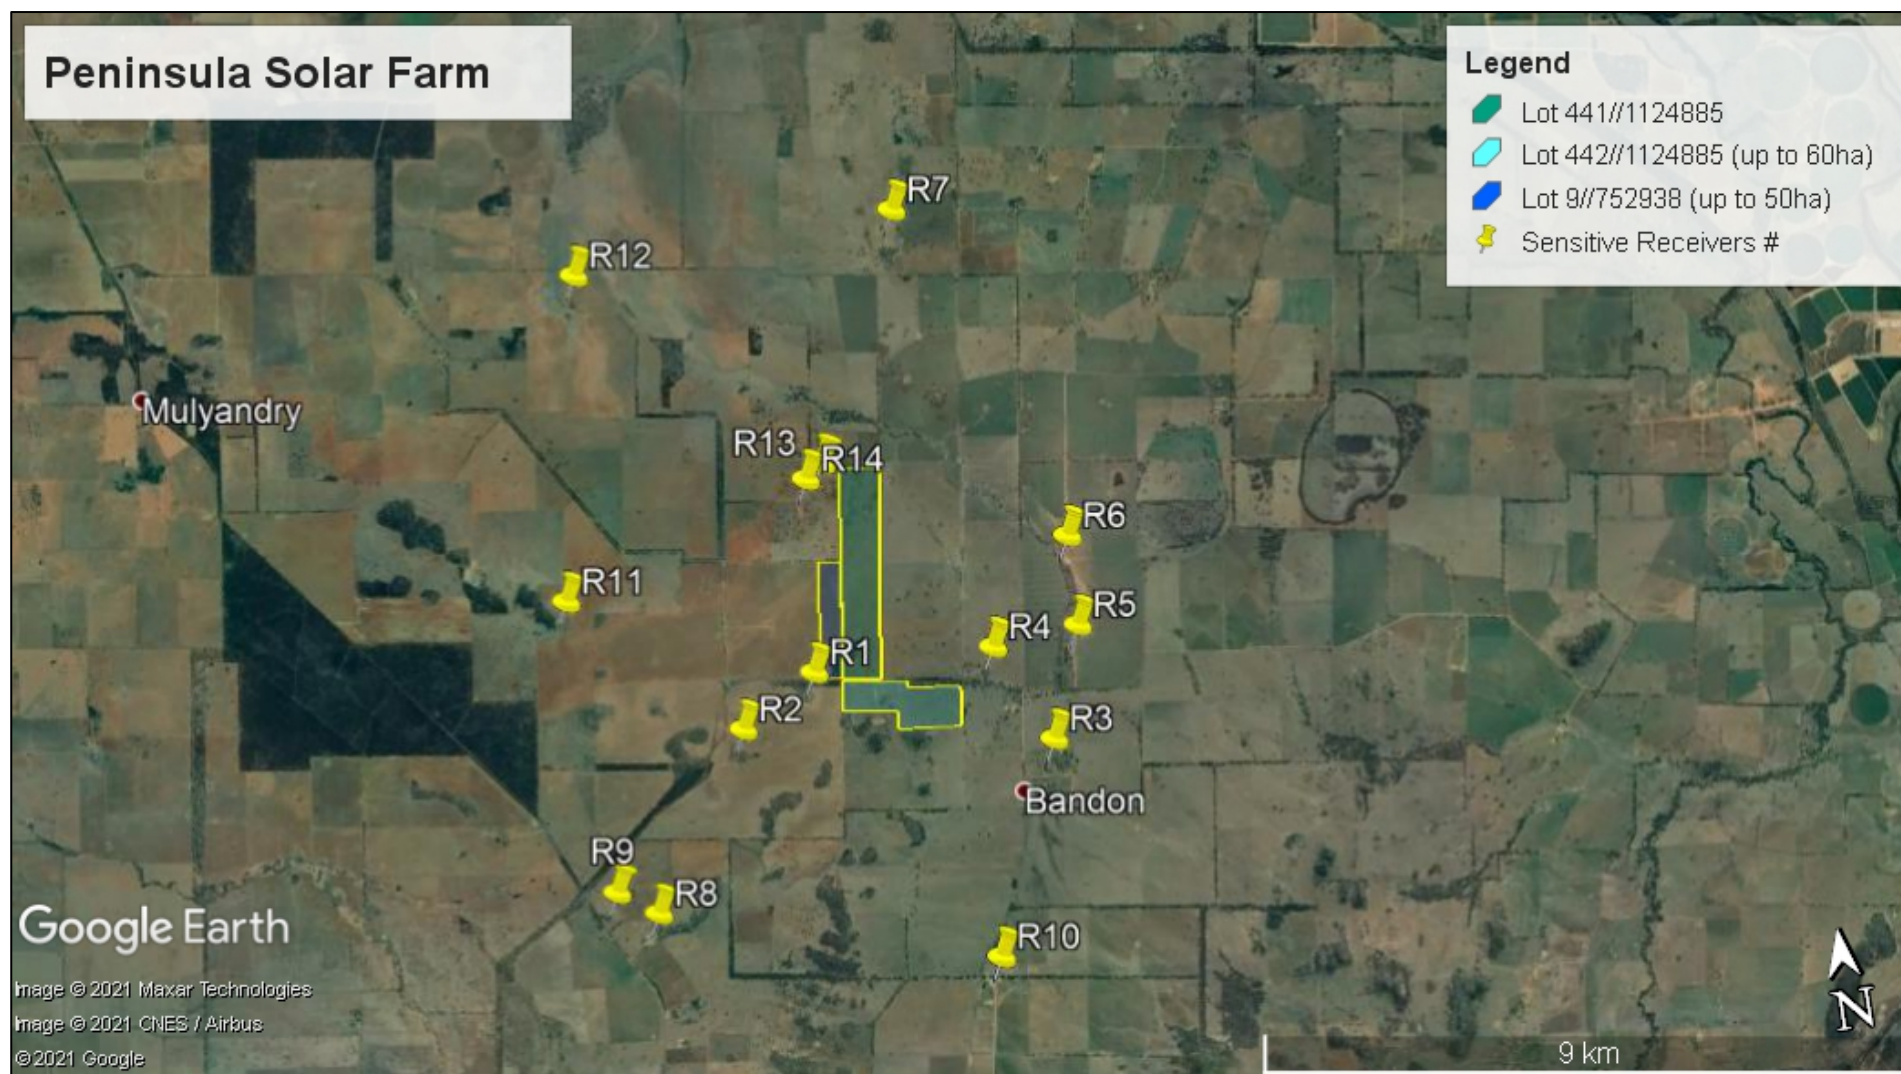 Peninsula Solar Farm
Legend
Lot 441//1124885
Lot 442//1124885 (up to 60ha)
Lot 9//752938 (up to 50ha)
Sensitive Receivers #
R7
R12
Mulyandry
R13
R14
R6
R11
R5
R4
R1
R2
R3
Bandon
R9
R8
R10
Google Earth
Image © 2021 Maxar Technologies
Image © 2021 CNES / Airbus
© 2021 Google
N
9 km